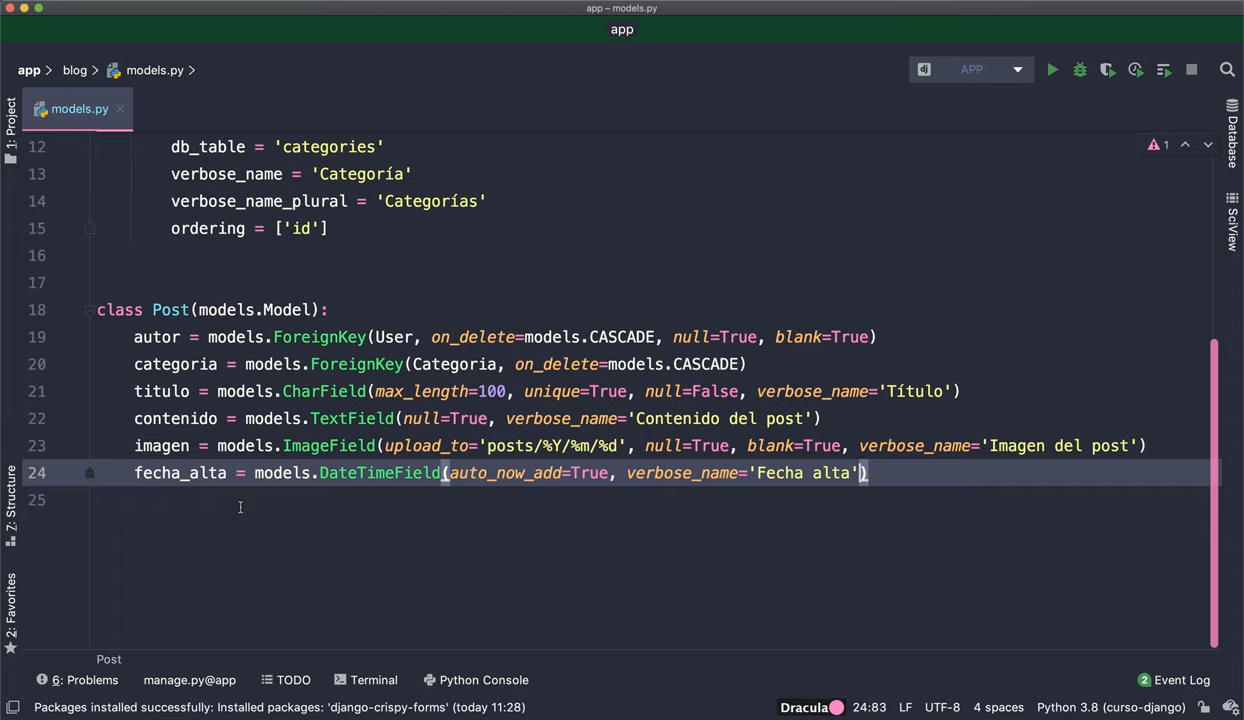 app – models.py
app
app
blog
models.py
APP
models.py
1: Project
Database
SciView
1
12 db_table = 'categories'
13 verbose_name = 'Categoría'
14 verbose_name_plural = 'Categorías'
15 ordering = ['id']
16
17
18 class Post(models.Model):
19 autor = models.ForeignKey(User, on_delete=models.CASCADE, null=True, blank=True)
20 categoria = models.ForeignKey(Categoria, on_delete=models.CASCADE)
21 titulo = models.CharField(max_length=100, unique=True, null=False, verbose_name='Título')
22 contenido = models.TextField(null=True, verbose_name='Contenido del post')
23 imagen = models.ImageField(upload_to='posts/%Y/%m/%d', null=True, blank=True, verbose_name='Imagen del post')
24 fecha_alta = models.DateTimeField(auto_now_add=True, verbose_name='Fecha alta')
25
7: Structure
2: Favorites
Post
6: Problems manage.py@app TODO Terminal Python Console 2 Event Log
Packages installed successfully: Installed packages: 'django-crispy-forms' (today 11:28) Dracula 24:83 LF UTF-8 4 spaces Python 3.8 (curso-django)